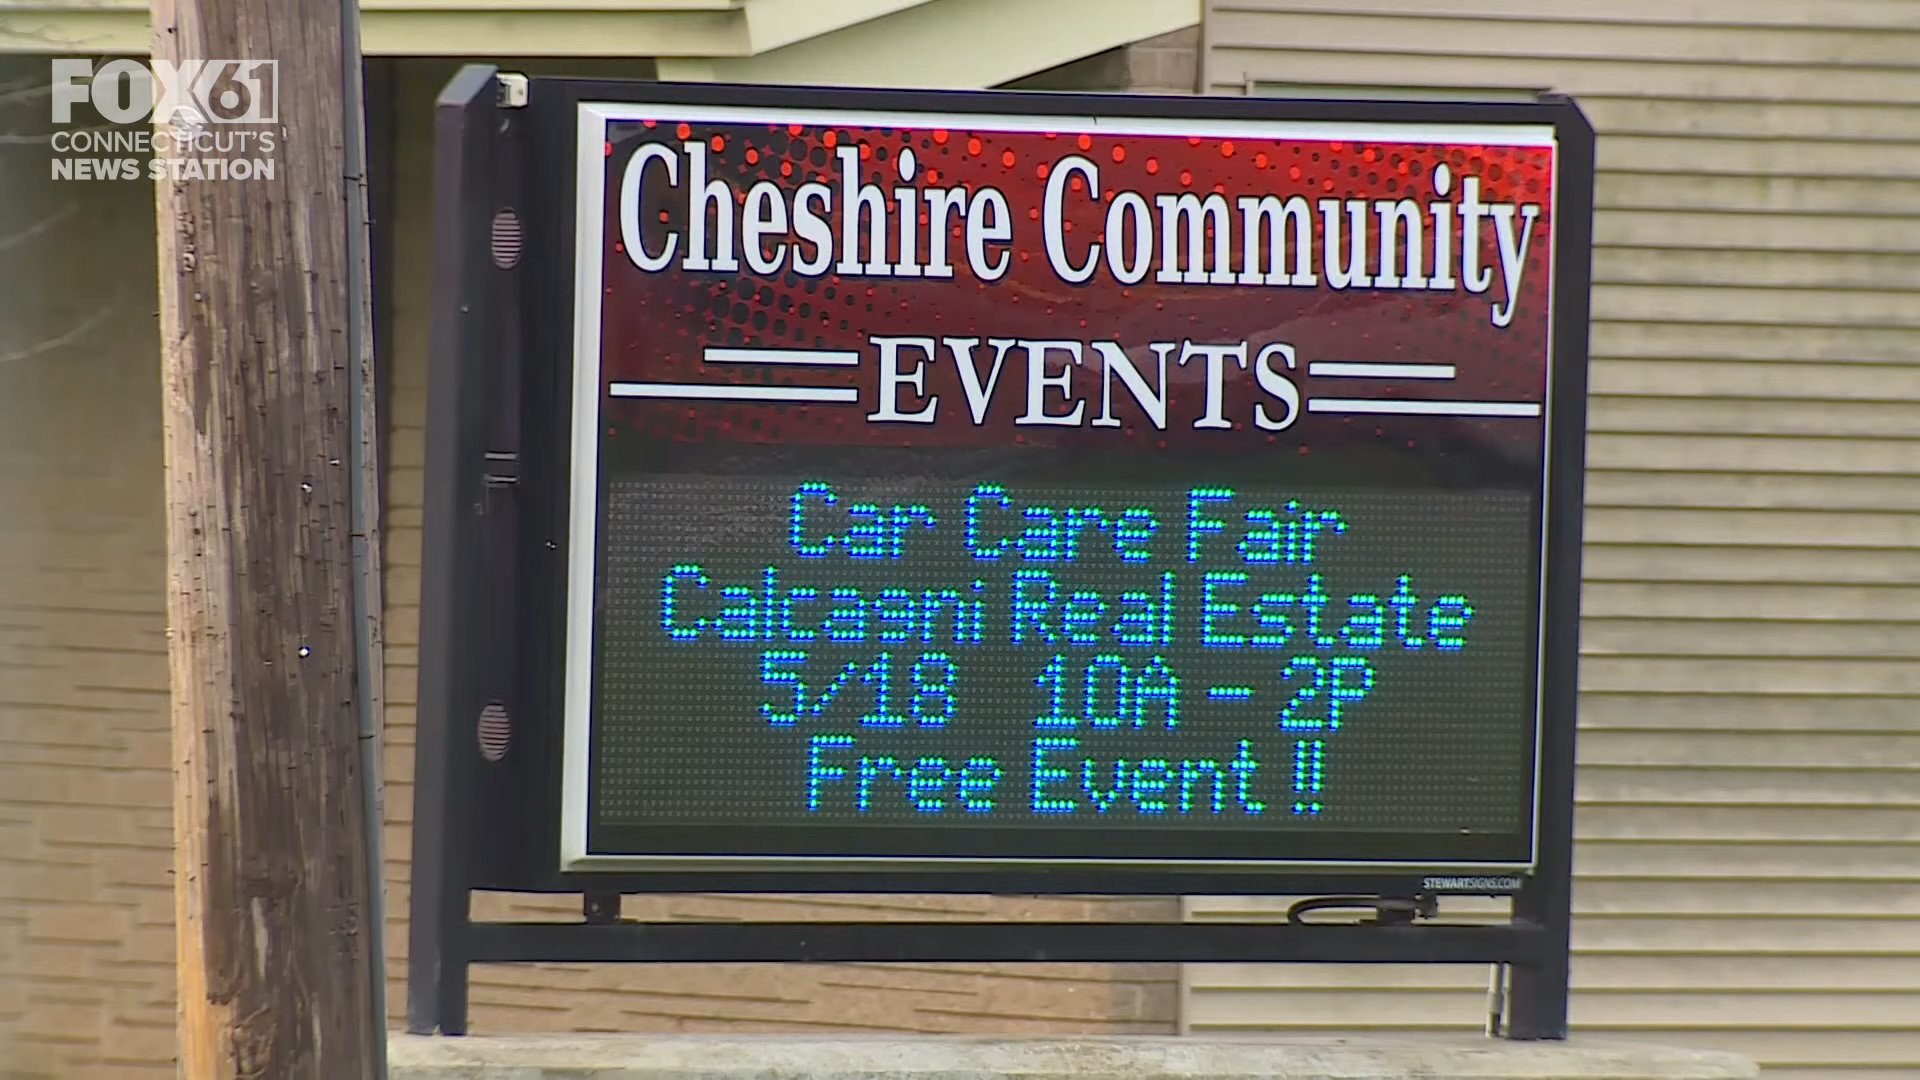 FOX61
CONNECTICUT'S
NEWS STATION
Cheshire Community
EVENTS
Car Care Fair
Calcagni Real Estate
5/18 10A - 2P
Free Event !!
STEWARTSIGNS.COM